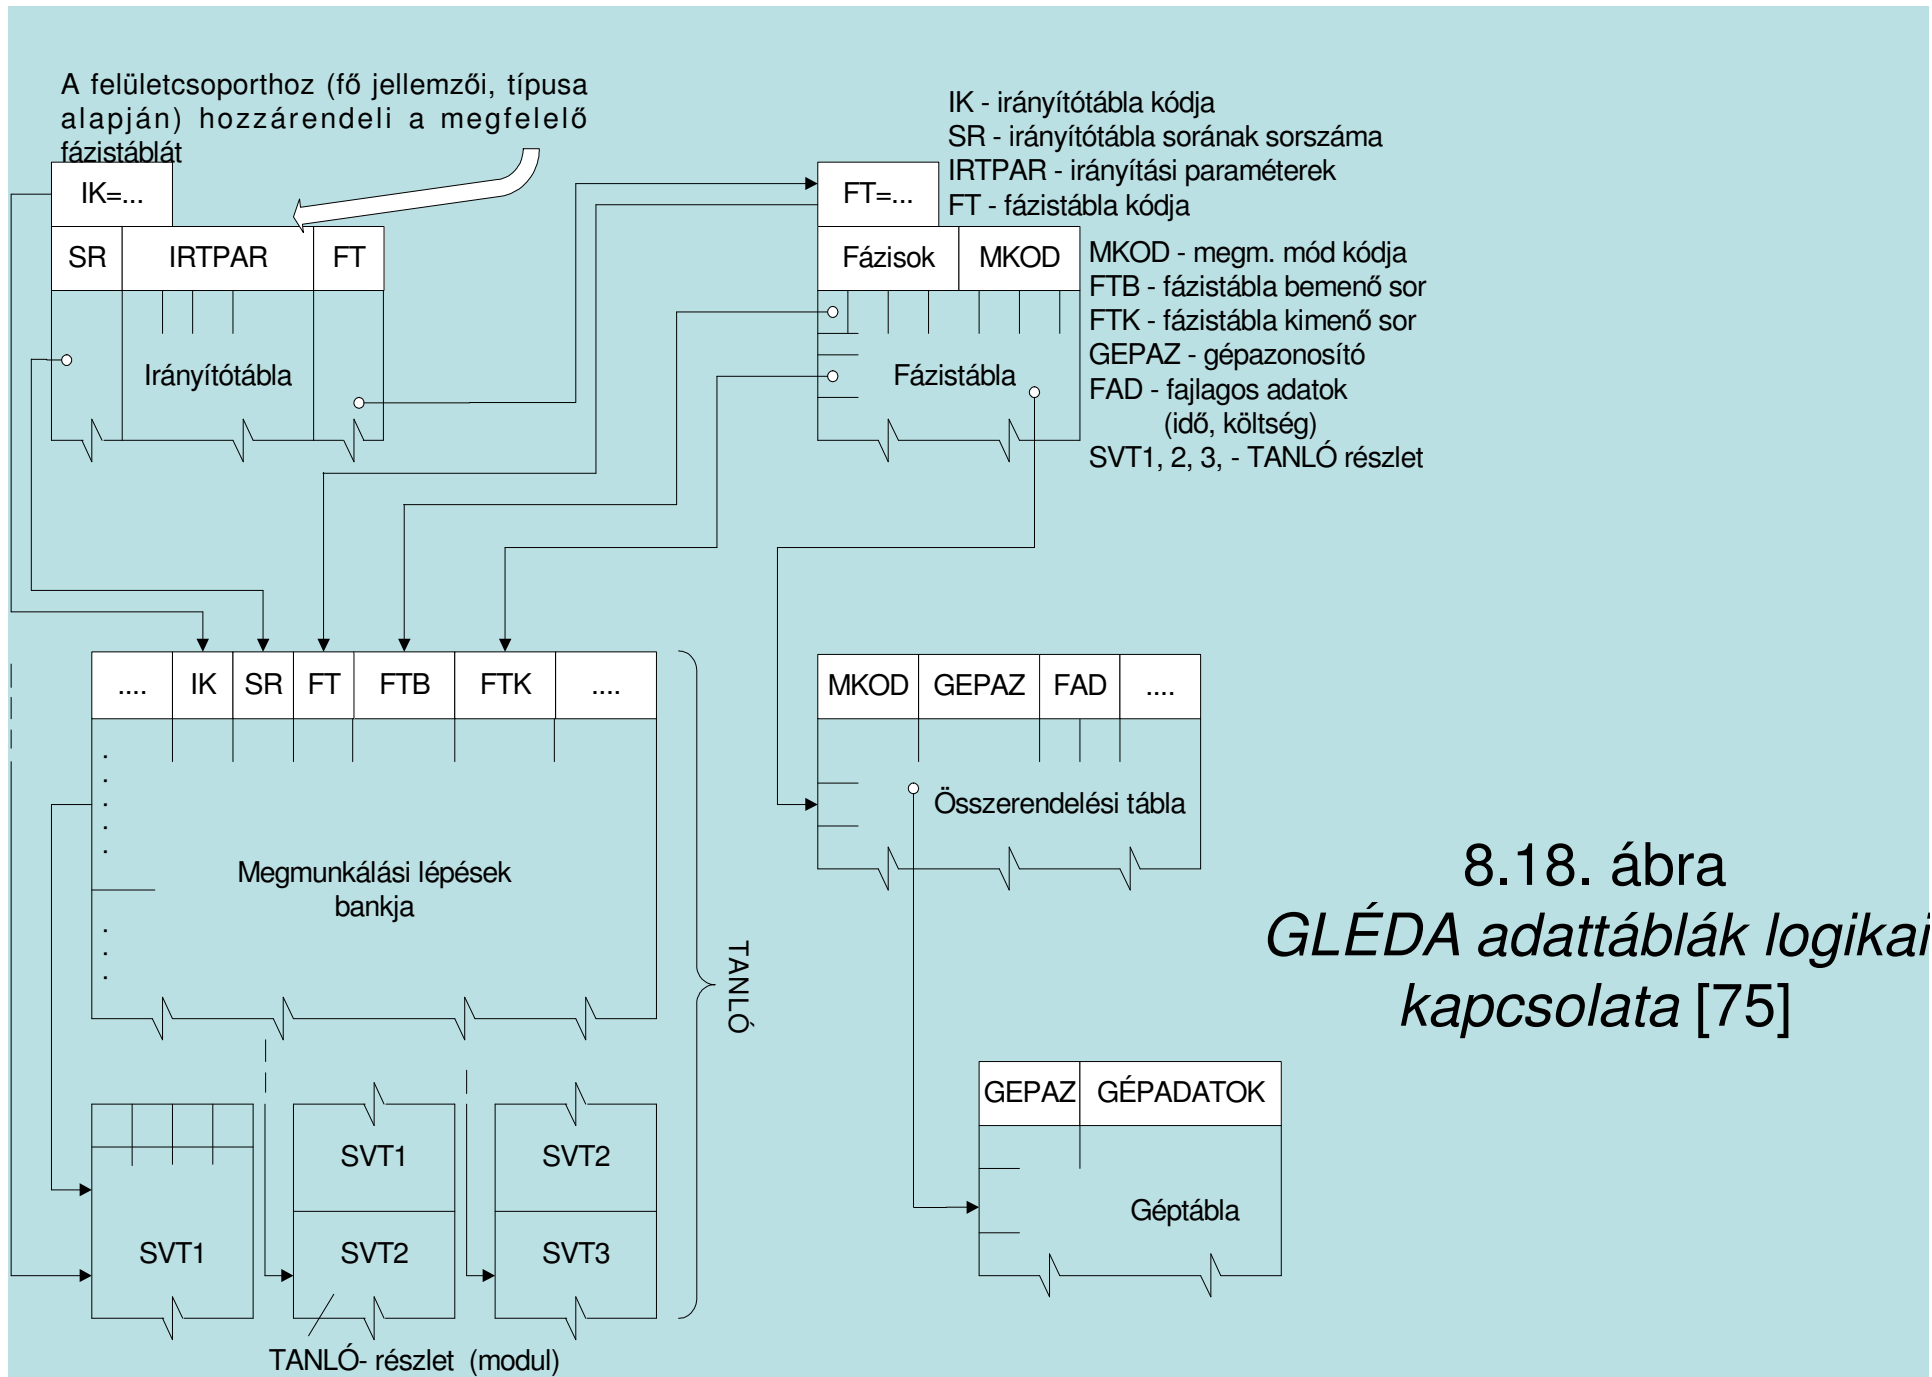 A felületcsoporthoz (fő jellemzői, típusa
alapján) hozzárendeli a megfelelő
fázistáblát
IK=...
SR IRTPAR FT
Irányítótábla
FT=...
Fázisok MKOD
Fázistábla
IK - irányítótábla kódja
SR - irányítótábla sorának sorszáma
IRTPAR - irányítási paraméterek
FT - fázistábla kódja
MKOD - megm. mód kódja
FTB - fázistábla bemenő sor
FTK - fázistábla kimenő sor
GEPAZ - gépazonosító
FAD - fajlagos adatok
(idő, költség)
SVT1, 2, 3, - TANLÓ részlet
.... IK SR FT FTB FTK ....
Megmunkálási lépések
bankja
TANLÓ
MKOD GEPAZ FAD ....
Összerendelési tábla
8.18. ábra
GLÉDA adattáblák logikai
kapcsolata [75]
GEPAZ GÉPADATOK
Géptábla
SVT1
SVT1
SVT2
SVT2
SVT3
TANLÓ- részlet (modul)